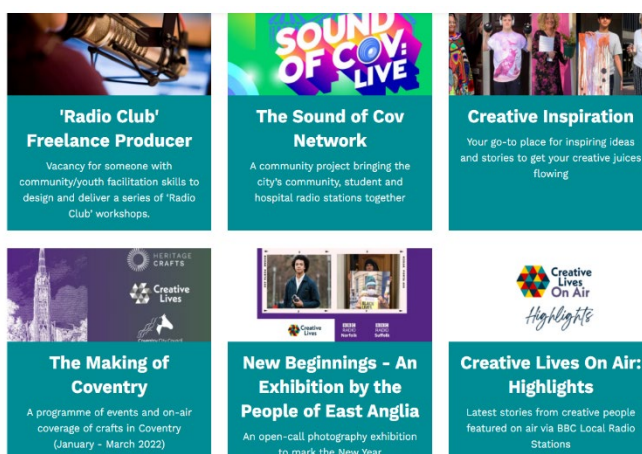 SOUND
OF COV:
LIVE
'Radio Club'
Freelance Producer
Vacancy for someone with
community/youth facilitation skills to
design and deliver a series of 'Radio
Club' workshops.
The Sound of Cov
Network
A community project bringing the
city's community, student and
hospital radio stations together
Creative Inspiration
Your go-to place for inspiring ideas
and stories to get your creative juices
flowing
HERITAGE
CRAFTS
Creative
Lives
Coventry City Council
The Making of
Coventry
A programme of events and on-air
coverage of crafts in Coventry
(January - March 2022)
Creative
Lives
BBC
RADIO
Norfolk
BBC
RADIO
Suffolk
New Beginnings - An
Exhibition by the
People of East Anglia
An open-call photography exhibition
to mark the New Year
Creative
Lives
On Air
Highlights
Creative Lives On Air:
Highlights
Latest stories from creative people
featured on air via BBC Local Radio
Stations